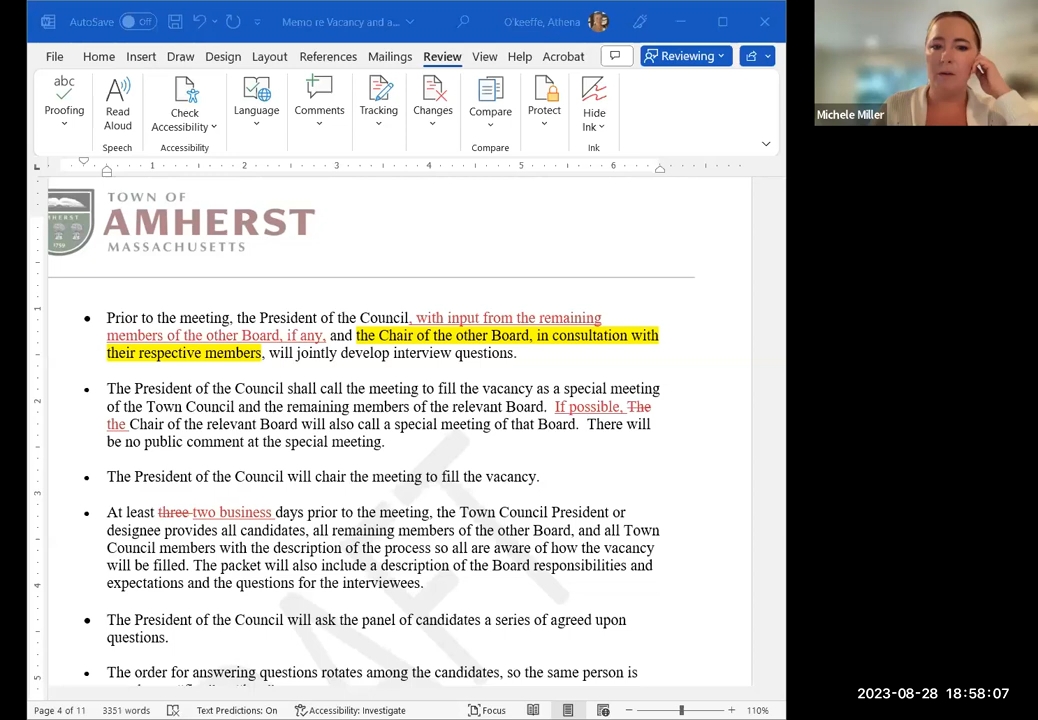 AutoSave Off Memo re Vacancy and a... O'keeffe, Athena
File Home Insert Draw Design Layout References Mailings Review View Help Acrobat Reviewing
abc
Proofing Read Aloud Check Accessibility Language Comments Tracking Changes Compare Protect Hide Ink
Speech Accessibility Compare Ink
Michele Miller
1 2 3 4 5 6
TOWN OF
AMHERST
MASSACHUSETTS
• Prior to the meeting, the President of the Council, with input from the remaining
members of the other Board, if any, and the Chair of the other Board, in consultation with
their respective members, will jointly develop interview questions.
• The President of the Council shall call the meeting to fill the vacancy as a special meeting
of the Town Council and the remaining members of the relevant Board. If possible, The
the Chair of the relevant Board will also call a special meeting of that Board. There will
be no public comment at the special meeting.
• The President of the Council will chair the meeting to fill the vacancy.
• At least three two business days prior to the meeting, the Town Council President or
designee provides all candidates, all remaining members of the other Board, and all Town
Council members with the description of the process so all are aware of how the vacancy
will be filled. The packet will also include a description of the Board responsibilities and
expectations and the questions for the interviewees.
• The President of the Council will ask the panel of candidates a series of agreed upon
questions.
• The order for answering questions rotates among the candidates, so the same person is
2023-08-28 18:58:07
Page 4 of 11 3351 words Text Predictions: On Accessibility: Investigate Focus 110%